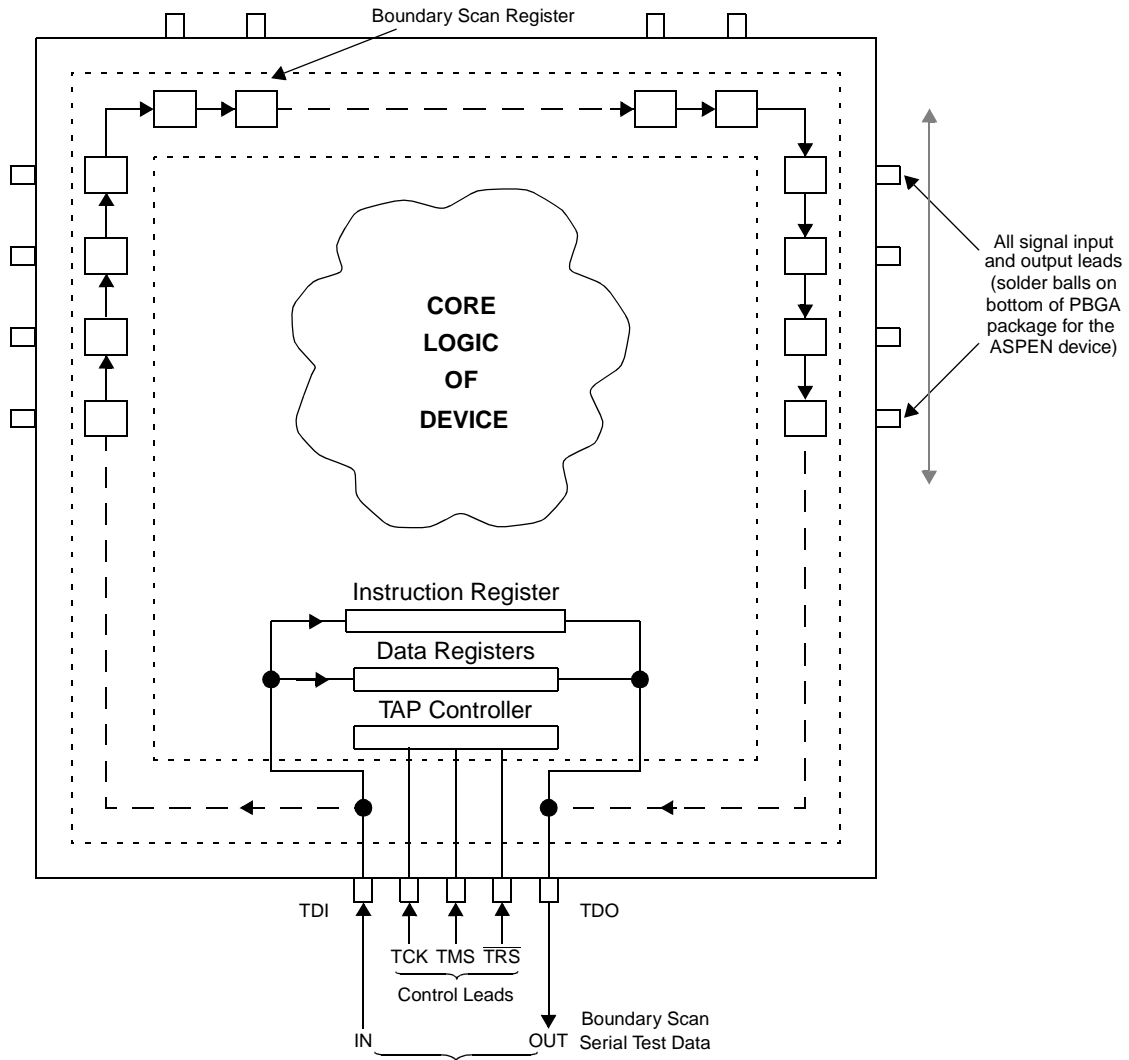 Boundary Scan Register
All signal input
and output leads
(solder balls on
bottom of PBGA
package for the
ASPEN device)
CORE
LOGIC
OF
DEVICE
Instruction Register
Data Registers
TAP Controller
TDI
TDO
TCK TMS T̅R̅S̅
Control Leads
IN
OUT
Boundary Scan
Serial Test Data